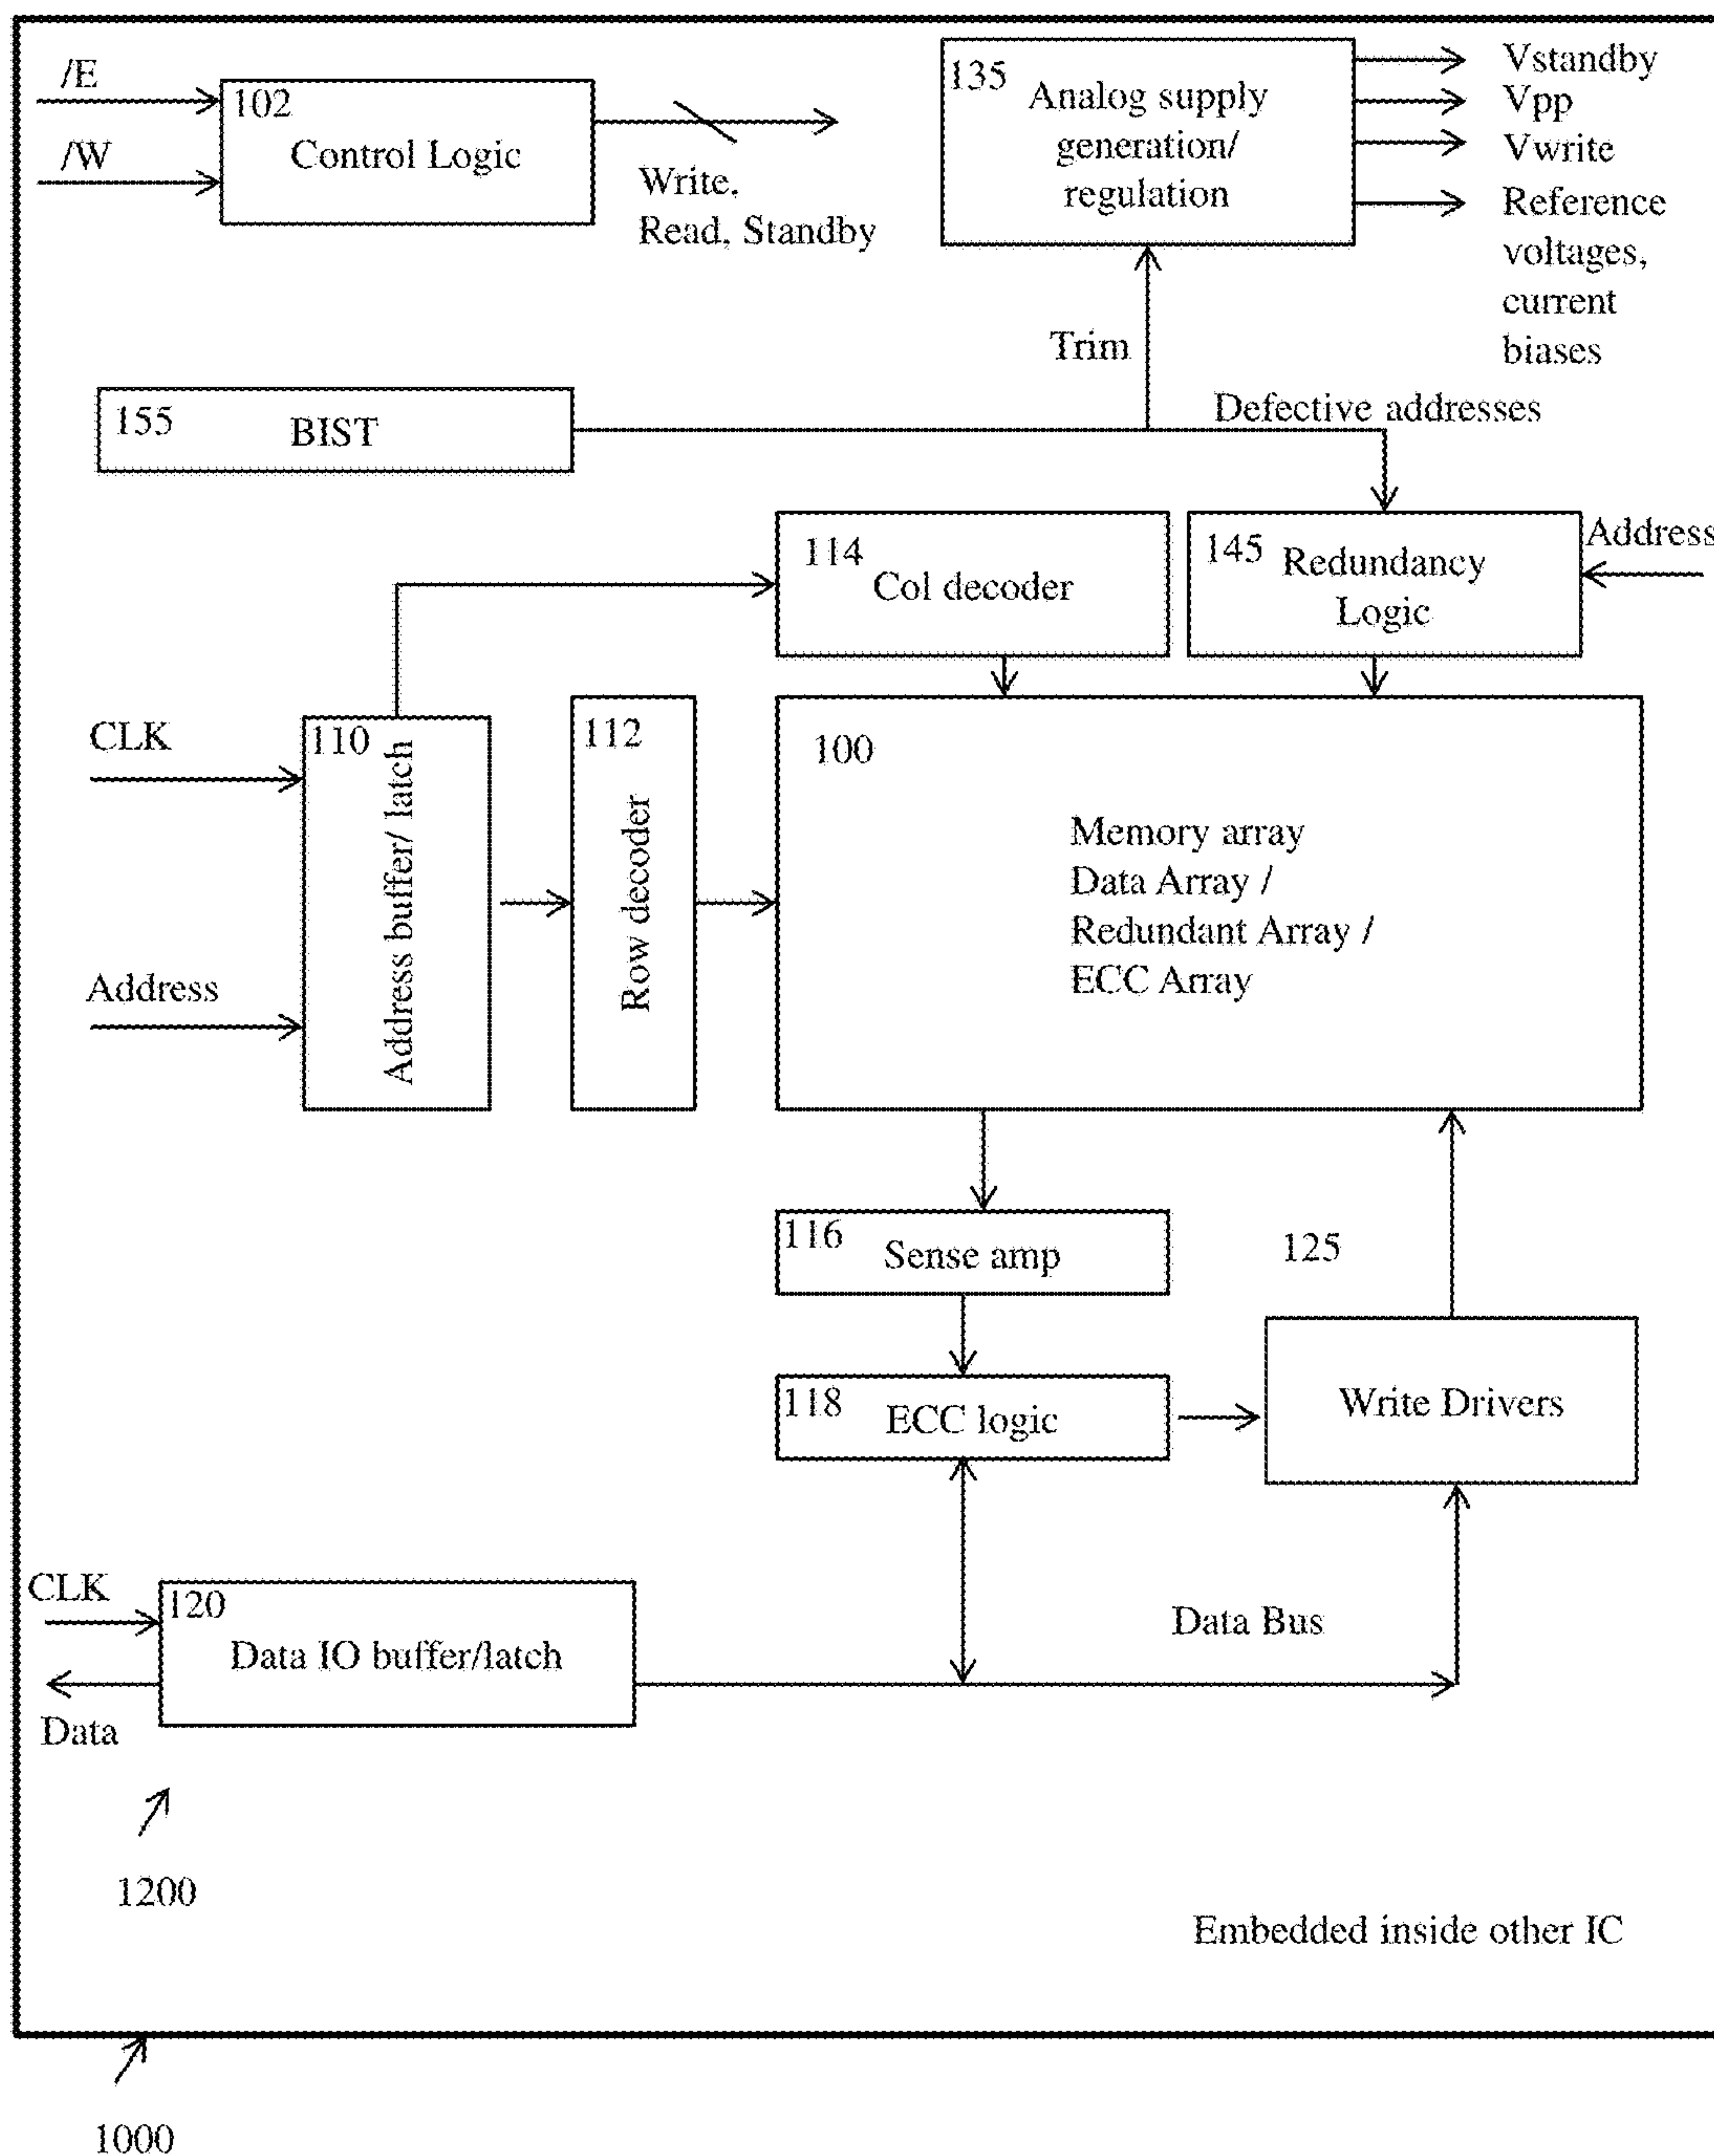 /E
/W
102
Control Logic
Write,
Read, Standby
135
Analog supply
generation/
regulation
Vstandby
Vpp
Vwrite
Reference
voltages,
current
biases
Trim
155
BIST
Defective addresses
114
Col decoder
145
Redundancy
Logic
Address
CLK
Address
110
Address buffer/ latch
112
Row decoder
100
Memory array
Data Array /
Redundant Array /
ECC Array
116
Sense amp
125
118
ECC logic
Write Drivers
CLK
120
Data IO buffer/latch
Data
Data Bus
1200
Embedded inside other IC
1000